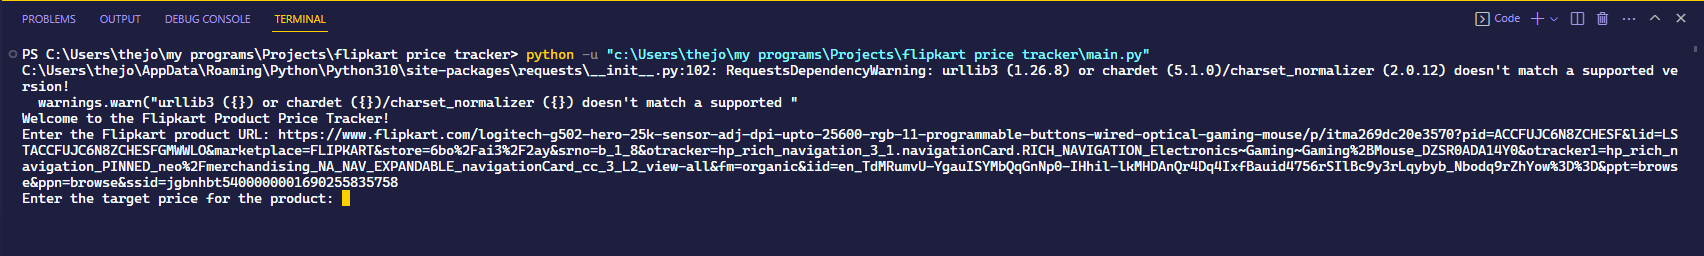 PROBLEMS OUTPUT DEBUG CONSOLE TERMINAL Code
PS C:\Users\thejo\my programs\Projects\flipkart price tracker> python -u "c:\Users\thejo\my programs\Projects\flipkart price tracker\main.py"
C:\Users\thejo\AppData\Roaming\Python\Python310\site-packages\requests\__init__.py:102: RequestsDependencyWarning: urllib3 (1.26.8) or chardet (5.1.0)/charset_normalizer (2.0.12) doesn't match a supported ve
rsion!
  warnings.warn("urllib3 ({}) or chardet ({})/charset_normalizer ({}) doesn't match a supported "
Welcome to the Flipkart Product Price Tracker!
Enter the Flipkart product URL: https://www.flipkart.com/logitech-g502-hero-25k-sensor-adj-dpi-upto-25600-rgb-11-programmable-buttons-wired-optical-gaming-mouse/p/itma269dc20e3570?pid=ACCFUJC6N8ZCHESF&lid=LS
TACCFUJC6N8ZCHESFGMWWLO&marketplace=FLIPKART&store=6bo%2Fai3%2F2ay&srno=b_1_8&otracker=hp_rich_navigation_3_1.navigationCard.RICH_NAVIGATION_Electronics~Gaming~Gaming%2BMouse_DZSR0ADA14Y0&otracker1=hp_rich_n
avigation_PINNED_neo%2Fmerchandising_NA_NAV_EXPANDABLE_navigationCard_cc_3_L2_view-all&fm=organic&iid=en_TdMRumvU-YgauISYMbQqGnNp0-IHhil-lkMHDAnQr4Dq4IxfBauid4756rSIlBc9y3rLqybyb_Nbodq9rZhYow%3D%3D&ppt=brows
e&ppn=browse&ssid=jgbnhbt5400000001690255835758
Enter the target price for the product: